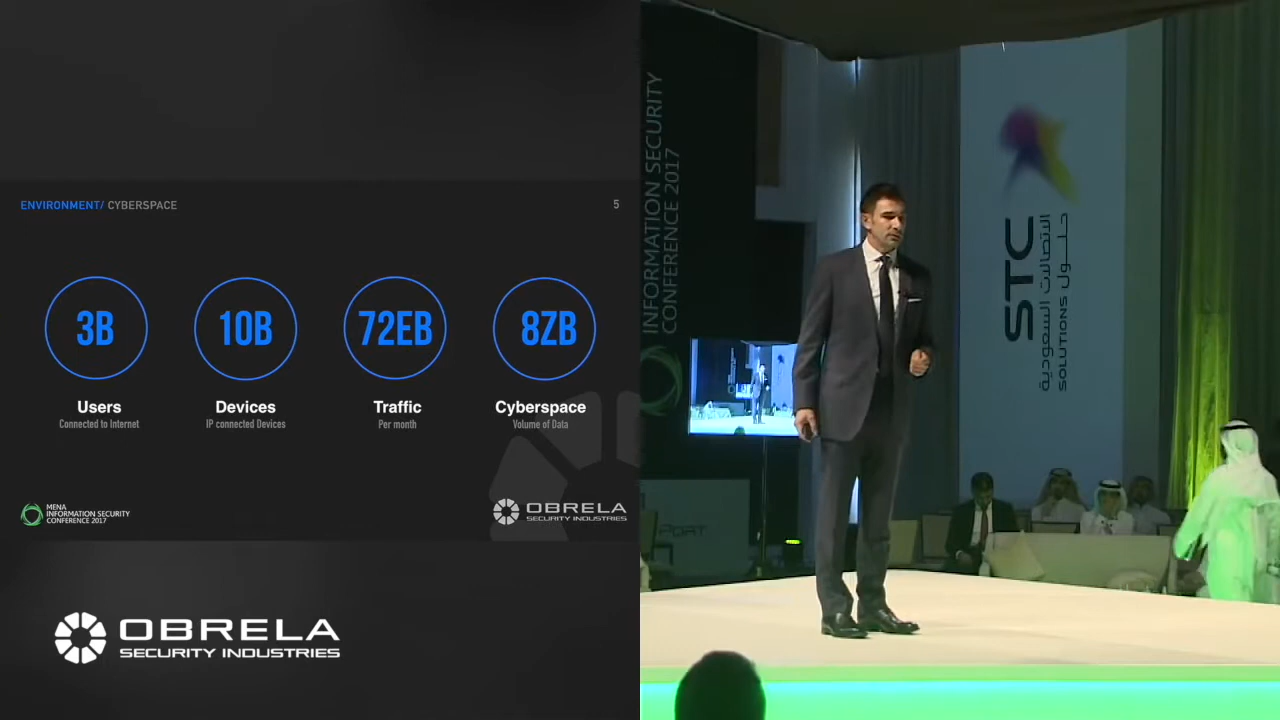 ENVIRONMENT/ CYBERSPACE
5
3B
10B
72EB
8ZB
Users
Devices
Traffic
Cyberspace
Connected to Internet
IP connected Devices
Per month
Volume of Data
MENA
INFORMATION SECURITY
CONFERENCE 2017
OBRELA
SECURITY INDUSTRIES
OBRELA
SECURITY INDUSTRIES
INFORMATION SECURITY
CONFERENCE 2017
STC
الاتصالات السعودية
حلول
SOLUTIONS
PORT